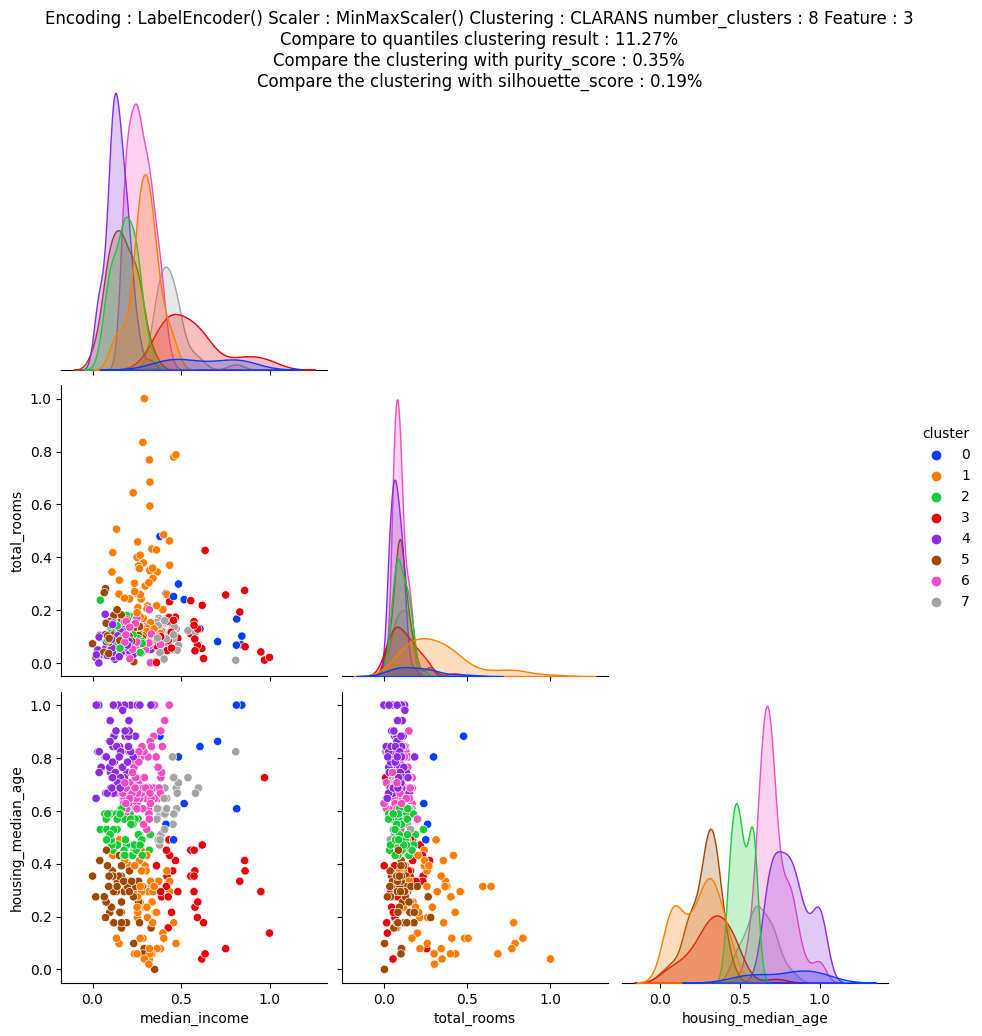 Encoding : LabelEncoder() Scaler : MinMaxScaler() Clustering : CLARANS number_clusters : 8 Feature : 3
Compare to quantiles clustering result : 11.27%
Compare the clustering with purity_score : 0.35%
Compare the clustering with silhouette_score : 0.19%
total_rooms
1.0
0.8
0.6
0.4
0.2
0.0
cluster
0
1
2
3
4
5
6
7
housing_median_age
1.0
0.8
0.6
0.4
0.2
0.0
0.0 0.5 1.0
median_income
0.0 0.5 1.0
total_rooms
0.0 0.5 1.0
housing_median_age